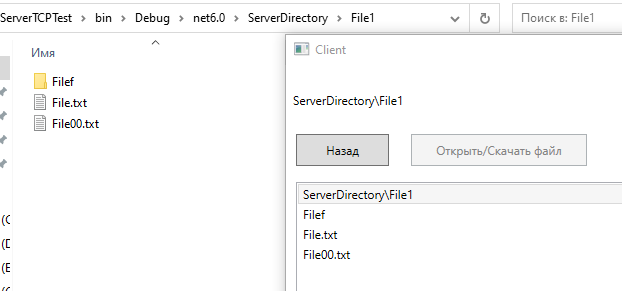 ServerTCPTest › bin › Debug › net6.0 › ServerDirectory › File1
Поиск в: File1
Имя
Filef
File.txt
File00.txt
Client
ServerDirectory\File1
Назад
Открыть/Скачать файл
ServerDirectory\File1
Filef
File.txt
File00.txt